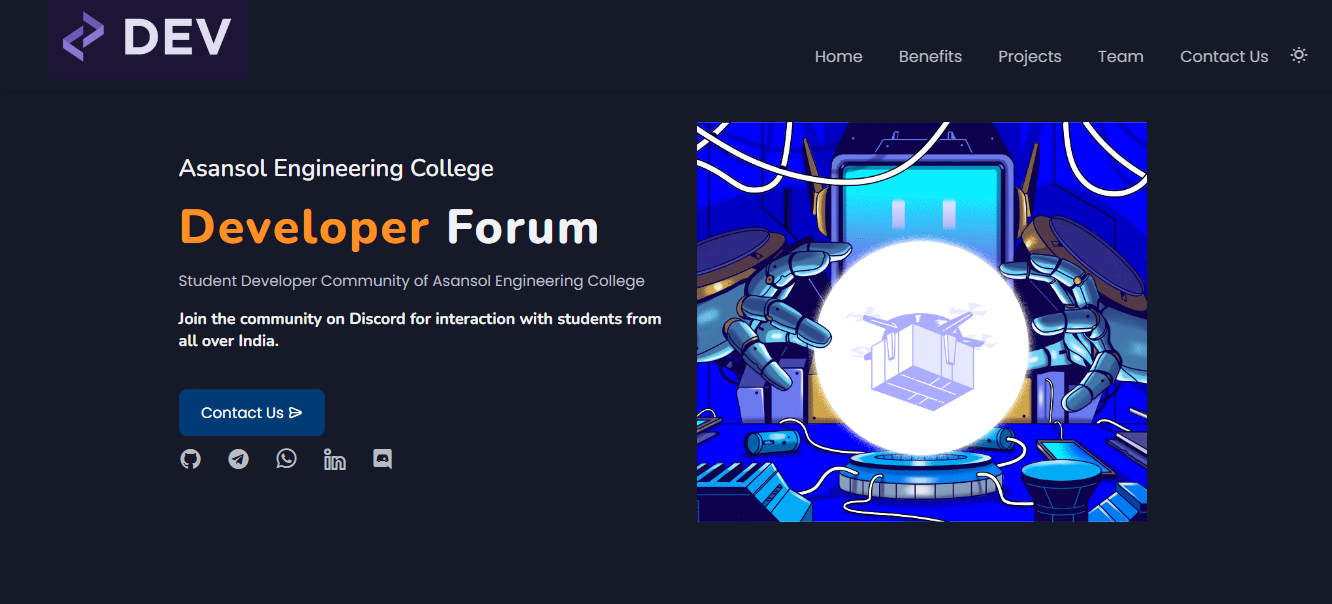 DEV
Home Benefits Projects Team Contact Us
Asansol Engineering College
Developer Forum
Student Developer Community of Asansol Engineering College
Join the community on Discord for interaction with students from
all over India.
Contact Us